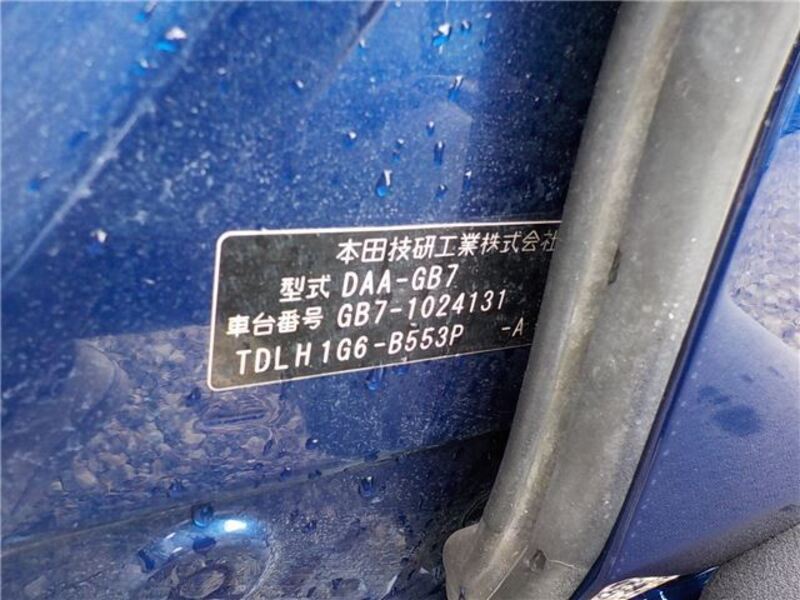 本田技研工業株式会社
型式 DAA-GB7
車台番号 GB7-1024131
TDLH1G6-B553P -A